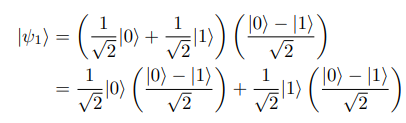 |ψ₁⟩ = (1/√2 |0⟩ + 1/√2 |1⟩) ((|0⟩ − |1⟩)/√2)
= 1/√2 |0⟩ ((|0⟩ − |1⟩)/√2) + 1/√2 |1⟩ ((|0⟩ − |1⟩)/√2)